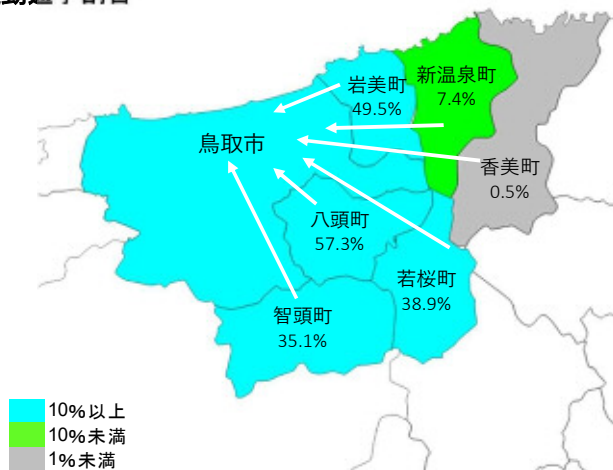 岩美町
49.5%
新温泉町
7.4%
鳥取市
香美町
0.5%
八頭町
57.3%
若桜町
38.9%
智頭町
35.1%
10%以上
10%未満
1%未満